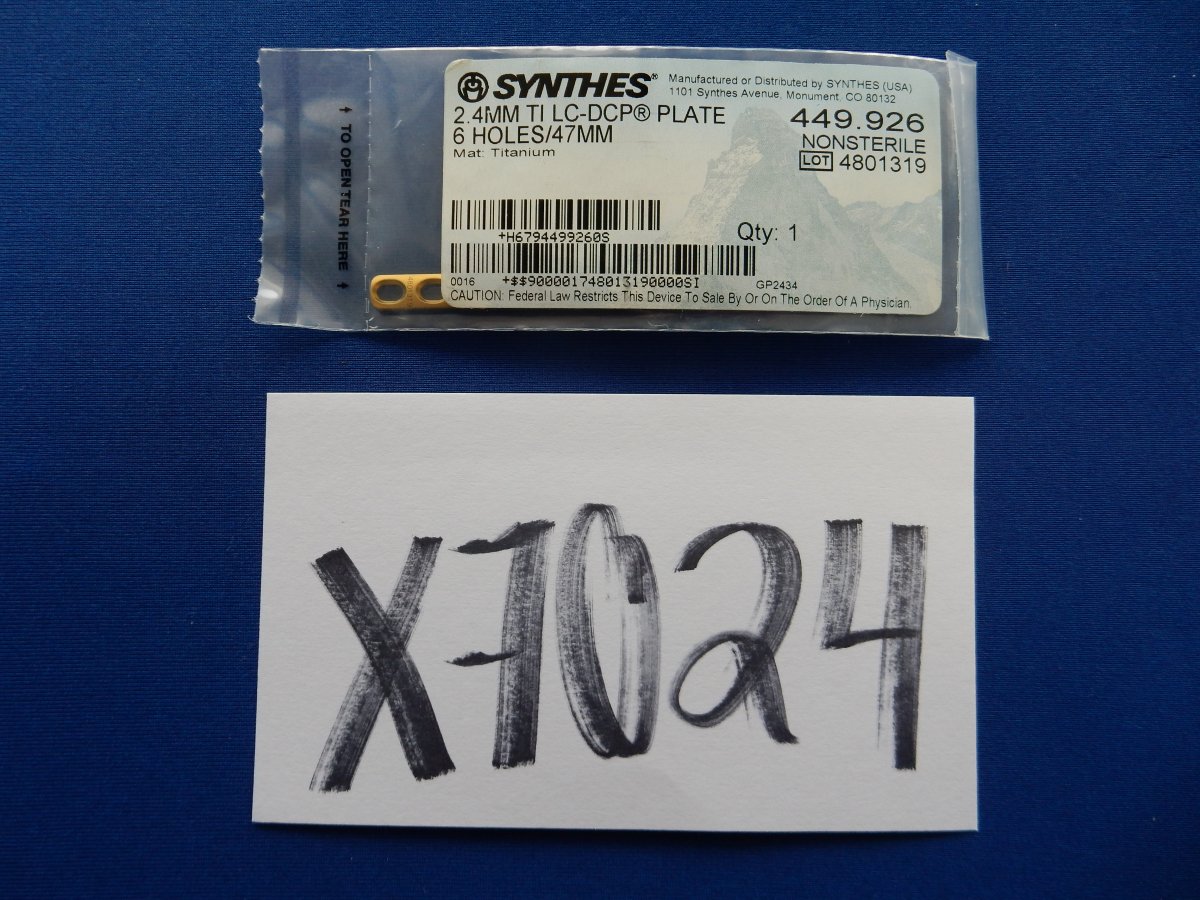 ↑ TO OPEN TEAR HERE ↑
SYNTHES®
Manufactured or Distributed by SYNTHES (USA)
1101 Synthes Avenue, Monument, CO 80132
2.4MM TI LC-DCP® PLATE
6 HOLES/47MM
Mat: Titanium
449.926
NONSTERILE
LOT 4801319
+H6794499260S
Qty: 1
0016 +$$900001748013190000SI GP2434
CAUTION: Federal Law Restricts This Device To Sale By Or On The Order Of A Physician.
X7024